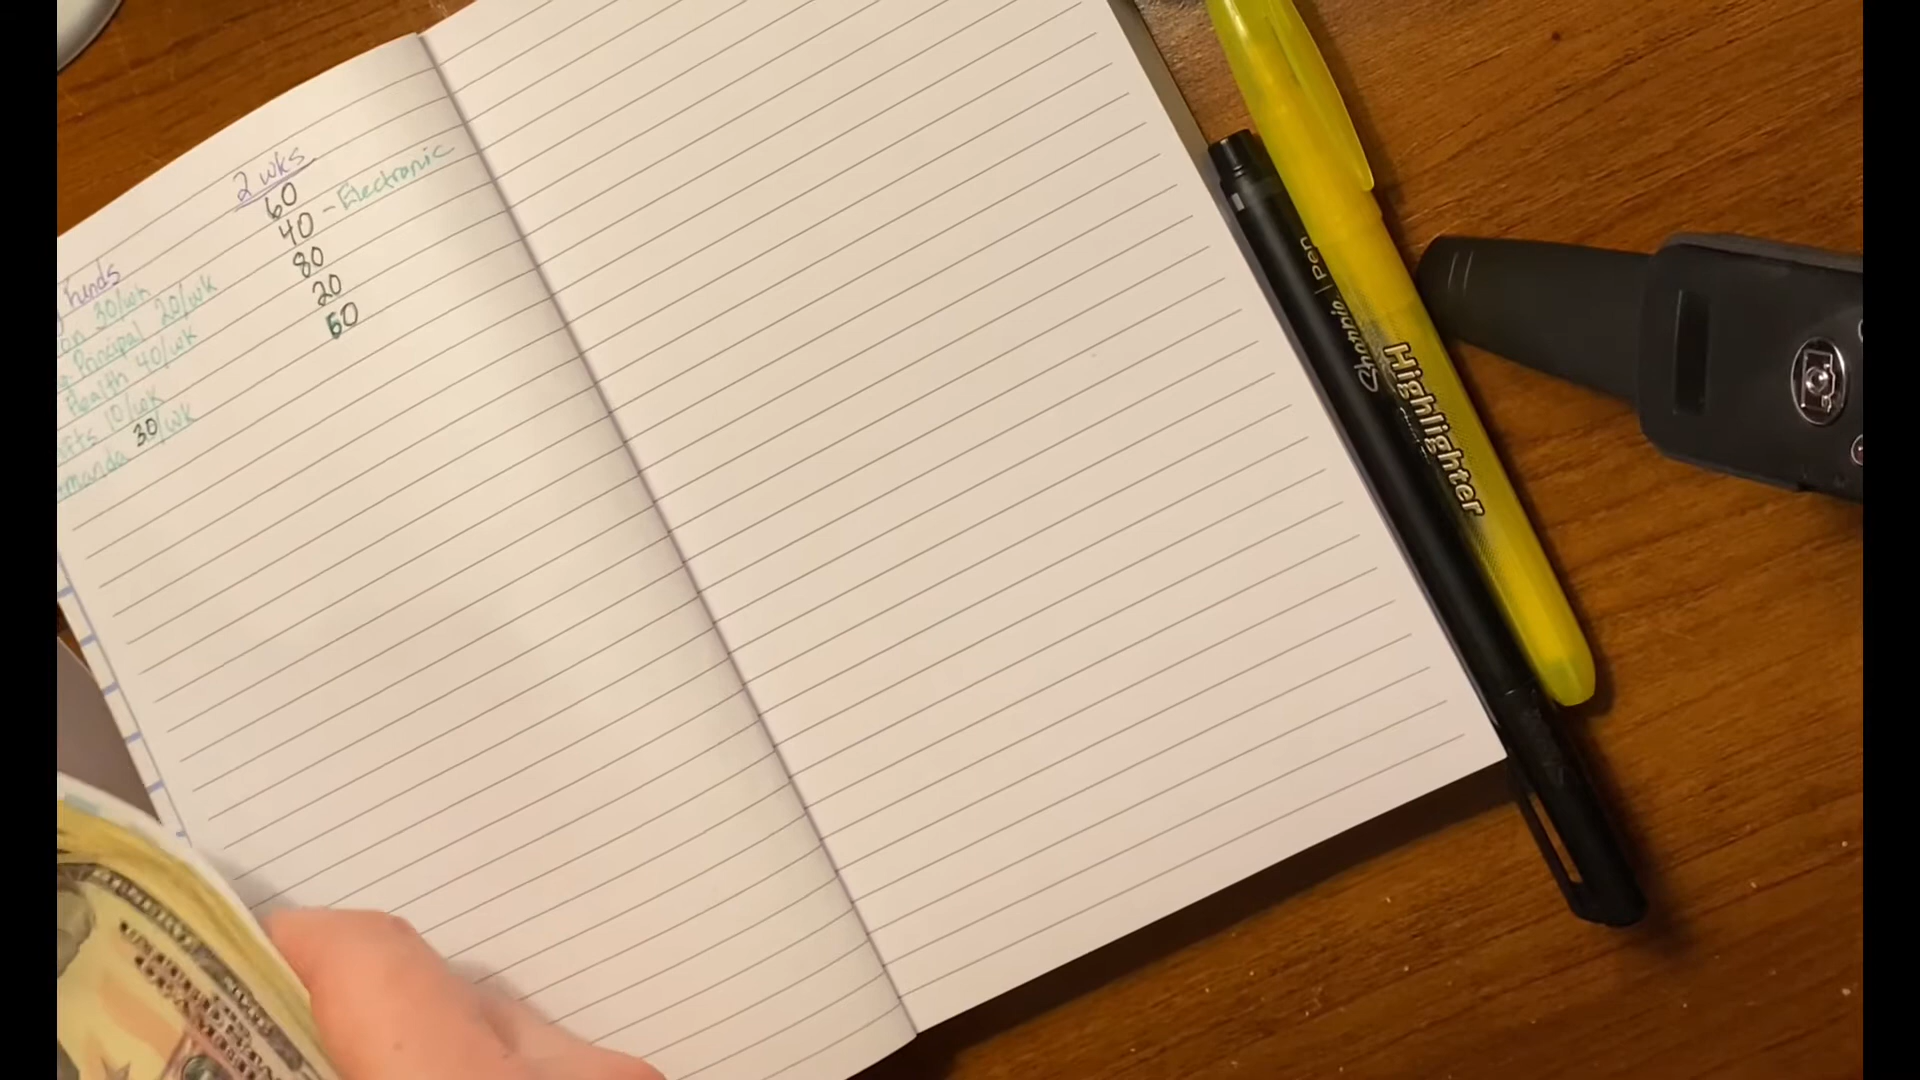 2 wks
60
40 - Electronic
80
20
60
funds
30/wk
Principal 20/wk
Health 40/wk
10/wk
30/wk
Sharpie. | Pen
Highlighter